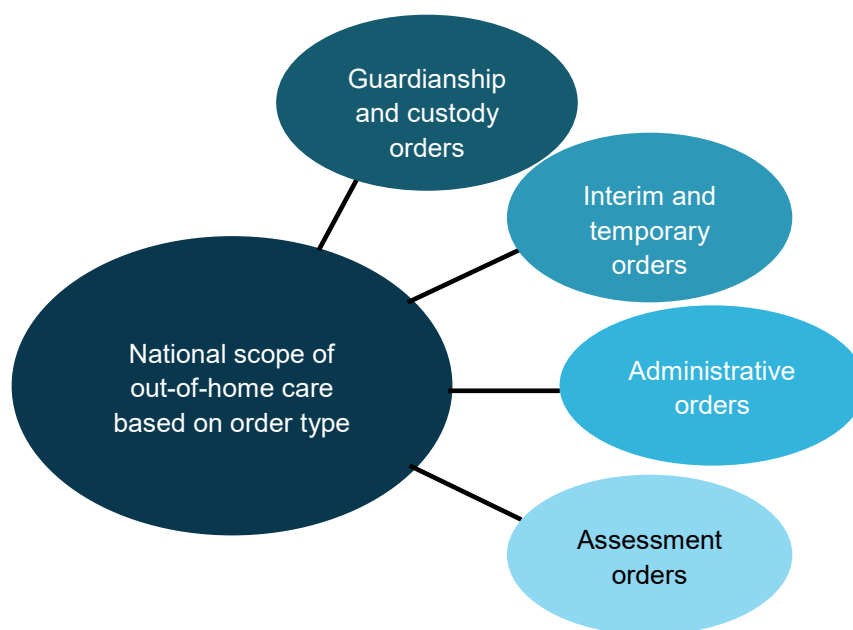 Guardianship
and custody
orders
Interim and
temporary
orders
National scope of
out-of-home care
based on order type
Administrative
orders
Assessment
orders